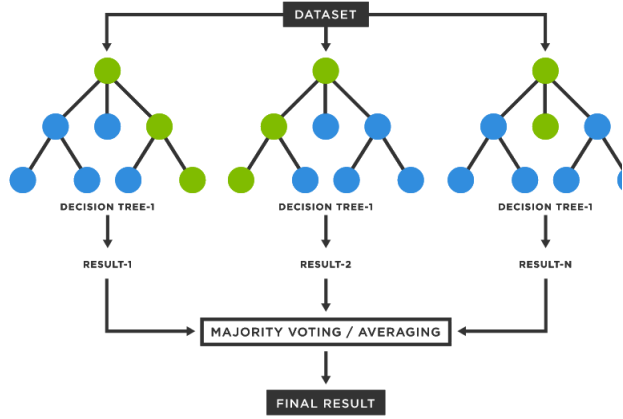 DATASET
DECISION TREE-1
DECISION TREE-1
DECISION TREE-1
RESULT-1
RESULT-2
RESULT-N
MAJORITY VOTING / AVERAGING
FINAL RESULT